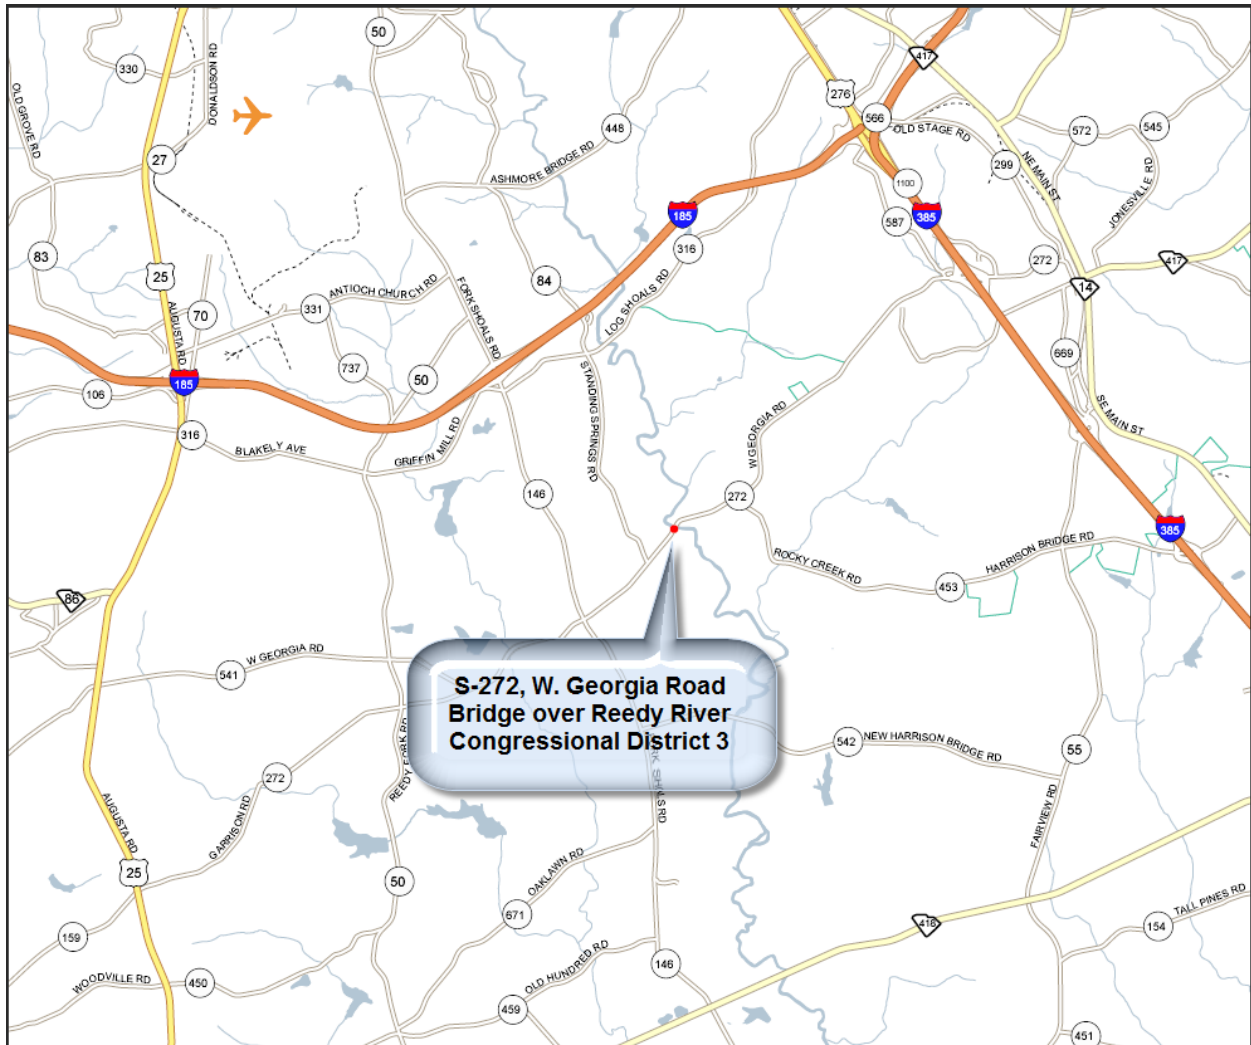 50
417
330
DONALDSON RD
276
566
OLD STAGE RD
448
572
545
OLD GROVE RD
27
ASHMORE BRIDGE RD
299
NE MAIN ST
JONESVILLE RD
1100
185
385
587
83
316
272
417
25
84
14
ANTIOCH CHURCH RD
FORK SHOALS RD
LOG SHOALS RD
331
70
AUGUSTA RD
737
669
50
185
106
STANDING SPRINGS RD
W GEORGIA RD
SE MAIN ST
316
BLAKELY AVE
GRIFFIN MILL RD
146
272
385
HARRISON BRIDGE RD
ROCKY CREEK RD
453
86
W GEORGIA RD
541
S-272, W. Georgia Road
Bridge over Reedy River
Congressional District 3
REEDY FORK RD
542
NEW HARRISON BRIDGE RD
55
272
FAIRVIEW RD
AUGUSTA RD
GARRISON RD
25
50
OAKLAWN RD
671
418
154
TALL PINES RD
159
OLD HUNDRED RD
146
WOODVILLE RD
450
459
451